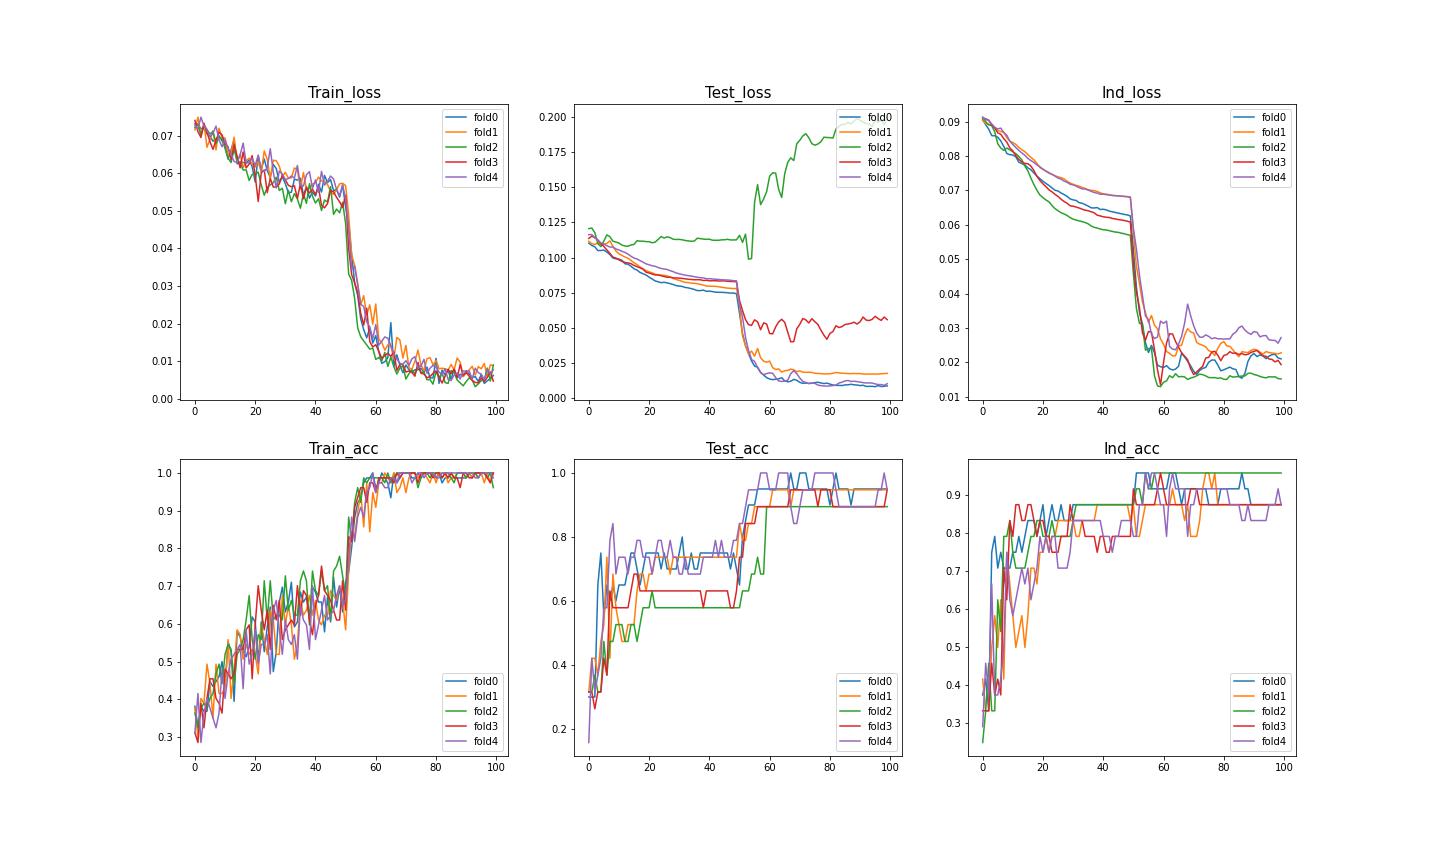 Train_loss
0.07
0.06
0.05
0.04
0.03
0.02
0.01
0.00
0 20 40 60 80 100
fold0
fold1
fold2
fold3
fold4
Test_loss
0.200
0.175
0.150
0.125
0.100
0.075
0.050
0.025
0.000
0 20 40 60 80 100
fold0
fold1
fold2
fold3
fold4
Ind_loss
0.09
0.08
0.07
0.06
0.05
0.04
0.03
0.02
0.01
0 20 40 60 80 100
fold0
fold1
fold2
fold3
fold4
Train_acc
1.0
0.9
0.8
0.7
0.6
0.5
0.4
0.3
0 20 40 60 80 100
fold0
fold1
fold2
fold3
fold4
Test_acc
1.0
0.8
0.6
0.4
0.2
0 20 40 60 80 100
fold0
fold1
fold2
fold3
fold4
Ind_acc
0.9
0.8
0.7
0.6
0.5
0.4
0.3
0 20 40 60 80 100
fold0
fold1
fold2
fold3
fold4